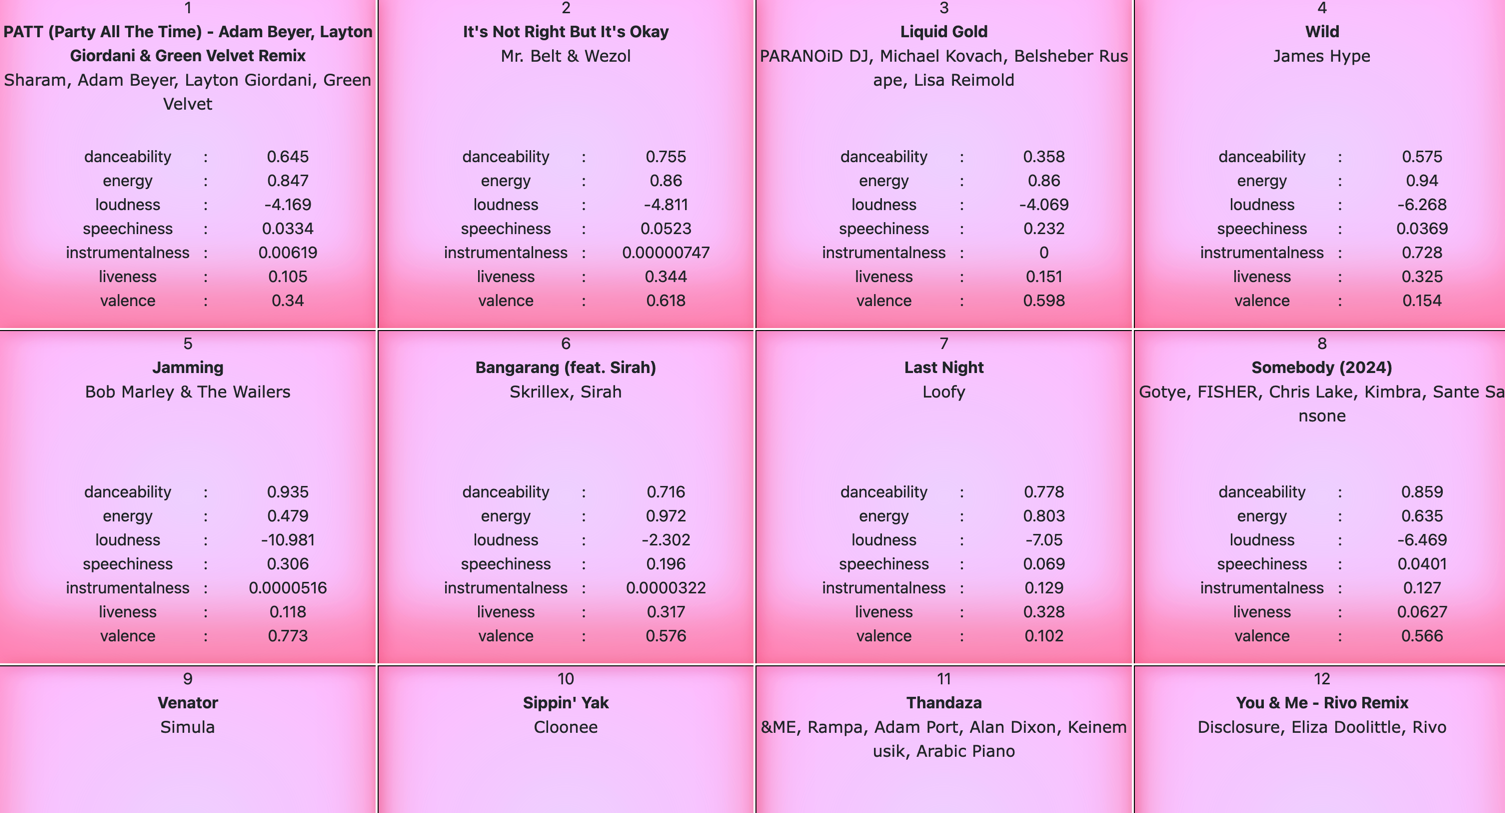 1
PATT (Party All The Time) - Adam Beyer, Layton
Giordani & Green Velvet Remix
Sharam, Adam Beyer, Layton Giordani, Green
Velvet
danceability : 0.645
energy : 0.847
loudness : -4.169
speechiness : 0.0334
instrumentalness : 0.00619
liveness : 0.105
valence : 0.34
2
It's Not Right But It's Okay
Mr. Belt & Wezol
danceability : 0.755
energy : 0.86
loudness : -4.811
speechiness : 0.0523
instrumentalness : 0.00000747
liveness : 0.344
valence : 0.618
3
Liquid Gold
PARANOiD DJ, Michael Kovach, Belsheber Rus
ape, Lisa Reimold
danceability : 0.358
energy : 0.86
loudness : -4.069
speechiness : 0.232
instrumentalness : 0
liveness : 0.151
valence : 0.598
4
Wild
James Hype
danceability : 0.575
energy : 0.94
loudness : -6.268
speechiness : 0.0369
instrumentalness : 0.728
liveness : 0.325
valence : 0.154
5
Jamming
Bob Marley & The Wailers
danceability : 0.935
energy : 0.479
loudness : -10.981
speechiness : 0.306
instrumentalness : 0.0000516
liveness : 0.118
valence : 0.773
6
Bangarang (feat. Sirah)
Skrillex, Sirah
danceability : 0.716
energy : 0.972
loudness : -2.302
speechiness : 0.196
instrumentalness : 0.0000322
liveness : 0.317
valence : 0.576
7
Last Night
Loofy
danceability : 0.778
energy : 0.803
loudness : -7.05
speechiness : 0.069
instrumentalness : 0.129
liveness : 0.328
valence : 0.102
8
Somebody (2024)
Gotye, FISHER, Chris Lake, Kimbra, Sante Sa
nsone
danceability : 0.859
energy : 0.635
loudness : -6.469
speechiness : 0.0401
instrumentalness : 0.127
liveness : 0.0627
valence : 0.566
9
Venator
Simula
10
Sippin' Yak
Cloonee
11
Thandaza
&ME, Rampa, Adam Port, Alan Dixon, Keinem
usik, Arabic Piano
12
You & Me - Rivo Remix
Disclosure, Eliza Doolittle, Rivo